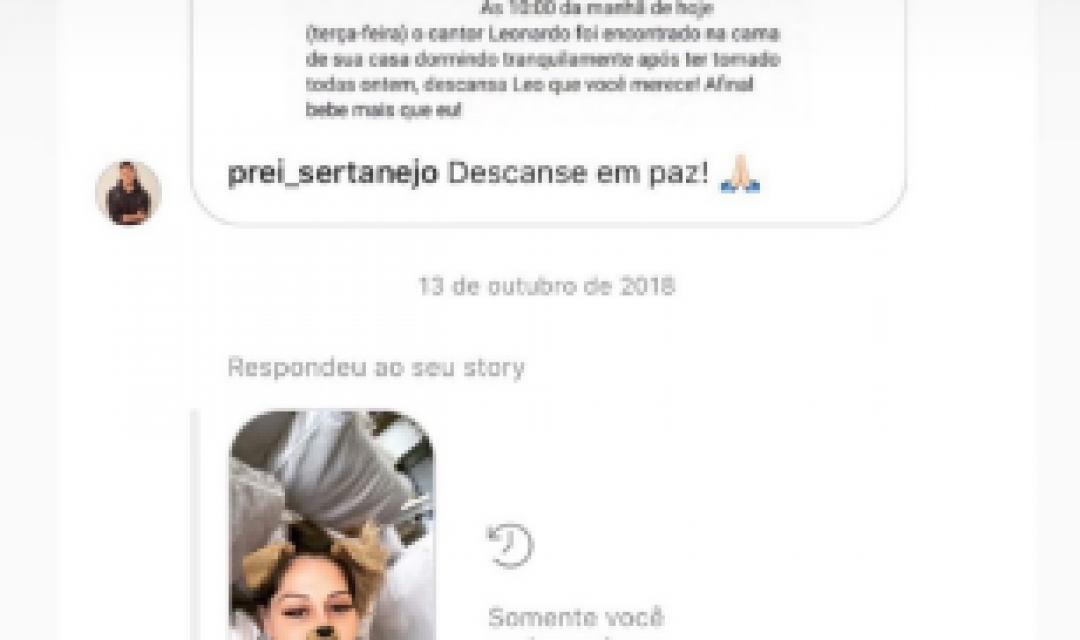 As 10:00 da manhã de hoje
(terça-feira) o cantor Leonardo foi encontrado na cama
de sua casa dormindo tranquilamente após ter tomado
todas ontem, descansa Leo que você merece! Afinal
bebe mais que eu!
prei_sertanejo Descanse em paz! 🙏🏻
13 de outubro de 2018
Respondeu ao seu story
Somente você